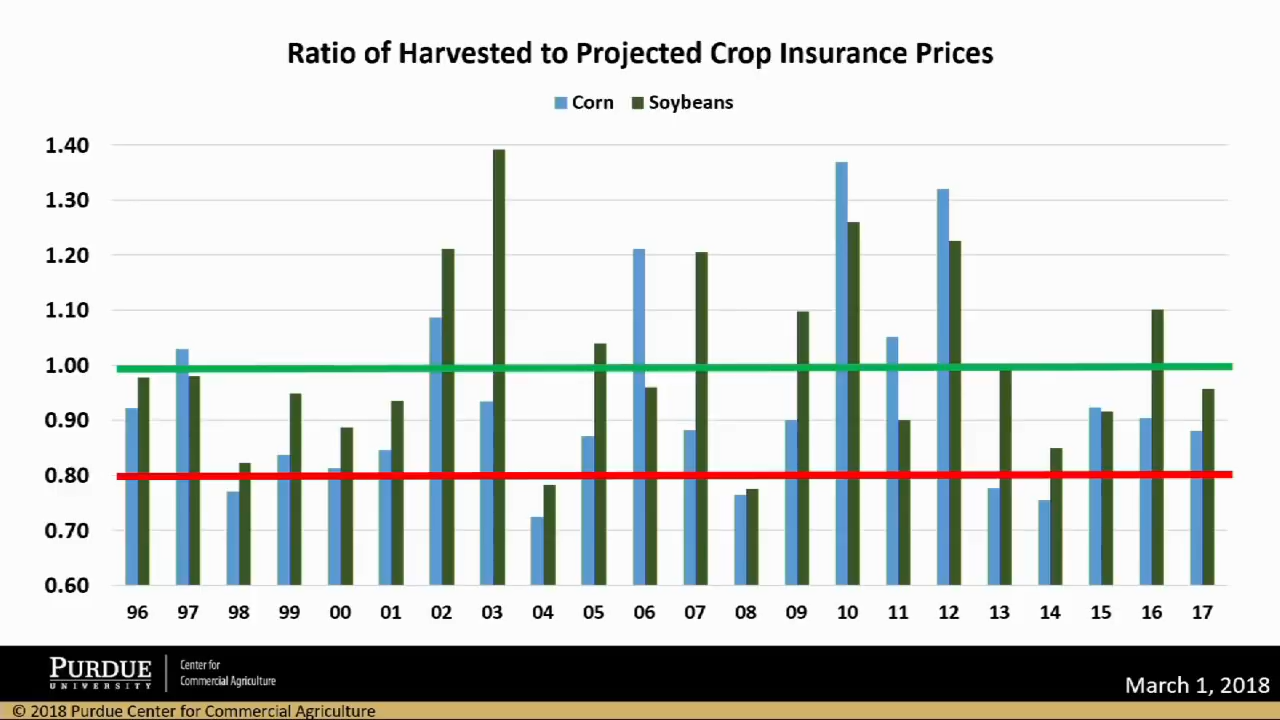 Ratio of Harvested to Projected Crop Insurance Prices
Corn Soybeans
1.40
1.30
1.20
1.10
1.00
0.90
0.80
0.70
0.60
96 97 98 99 00 01 02 03 04 05 06 07 08 09 10 11 12 13 14 15 16 17
PURDUE
UNIVERSITY
Center for
Commercial Agriculture
March 1, 2018
© 2018 Purdue Center for Commercial Agriculture